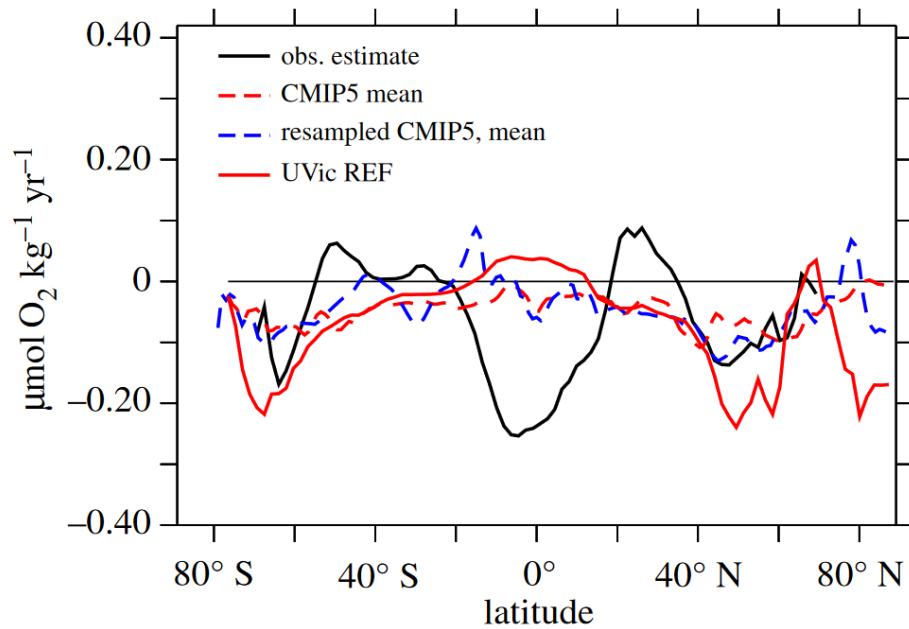 0.40
0.20
0
–0.20
–0.40
µmol O₂ kg⁻¹ yr⁻¹
obs. estimate
CMIP5 mean
resampled CMIP5, mean
UVic REF
80° S
40° S
0°
40° N
80° N
latitude